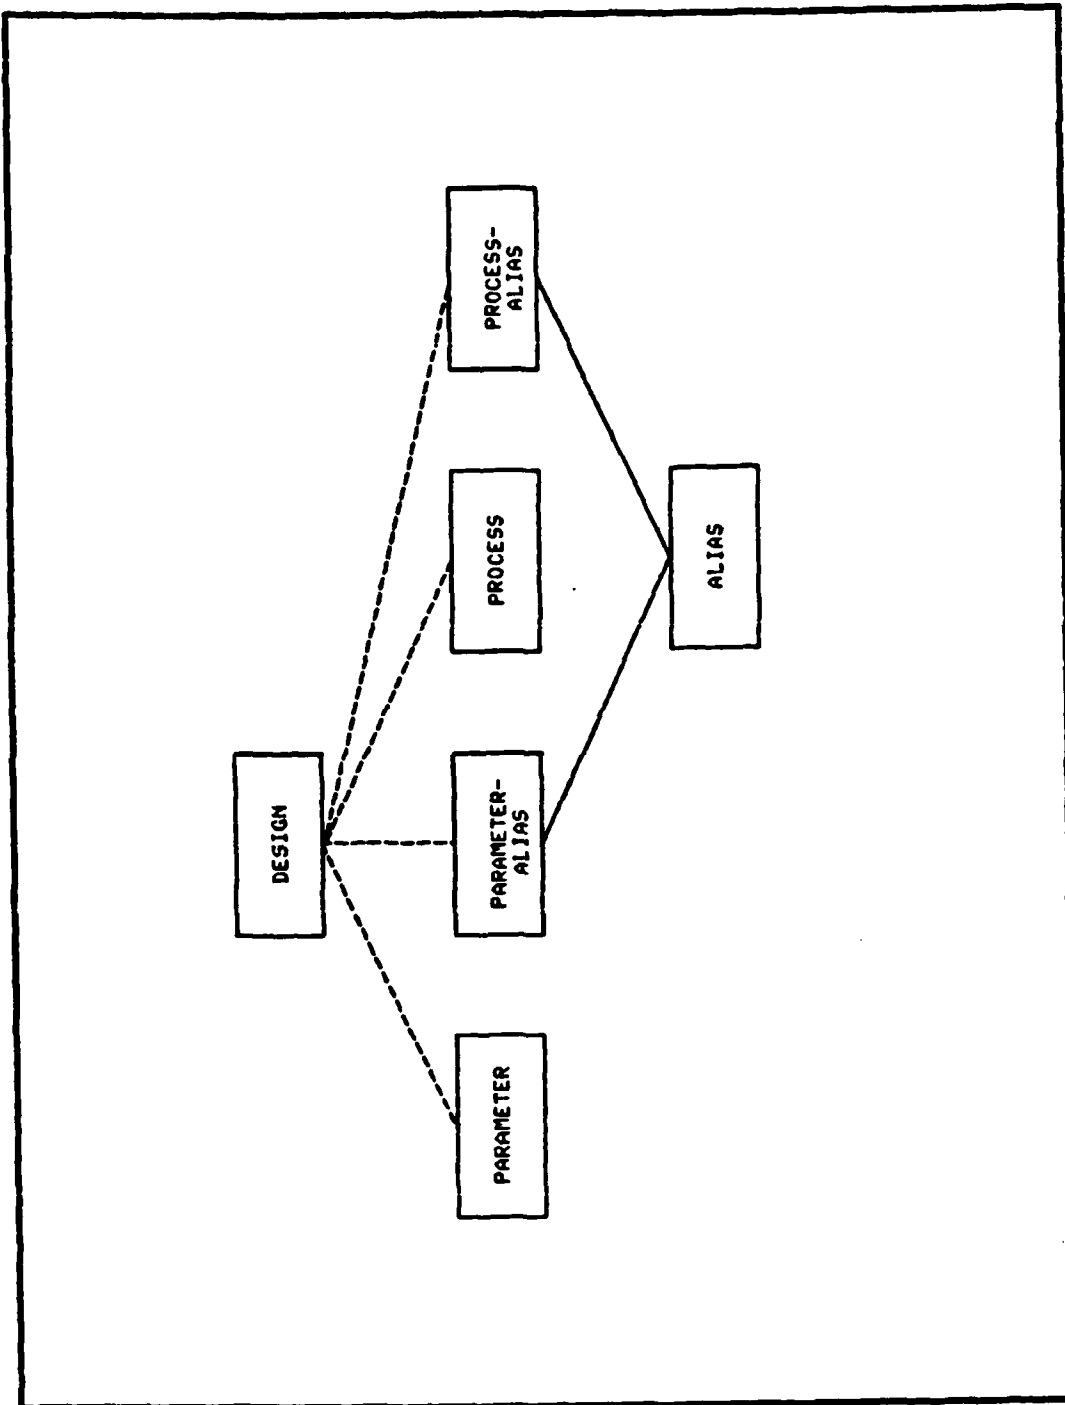 DESIGN
PARAMETER
PARAMETER-
ALIAS
PROCESS
PROCESS-
ALIAS
ALIAS